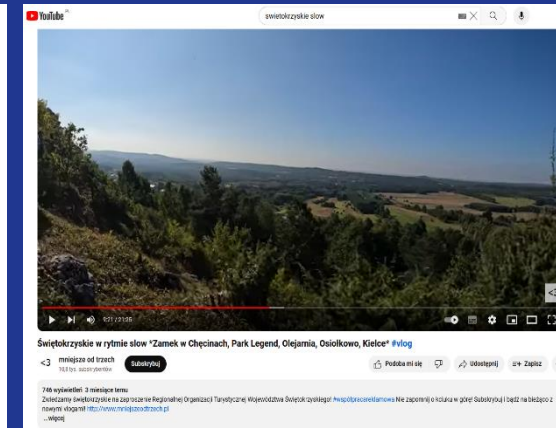 YouTube
swietokrzyskie slow
Świętokrzyskie w rytmie slow *Zamek w Chęcinach, Park Legend, Olejarnia, Osiolkowo, Kielce* #vlog
<3 mniejsze od trzech
Subskrybuj
Podoba mi się
Udostępnij
Zapisz
746 wyświetleń 3 miesiące temu
Zwiedzamy świętokrzyskie na zaproszenie Regionalnej Organizacji Turystycznej Województwa Świętokrzyskiego! #współpracareklamowa Nie zapomnij o kciuku w górę! Subskrybuj i bądź na bieżąco z
nowymi vlogami! http://www.mniejszeodtrzech.pl
...więcej